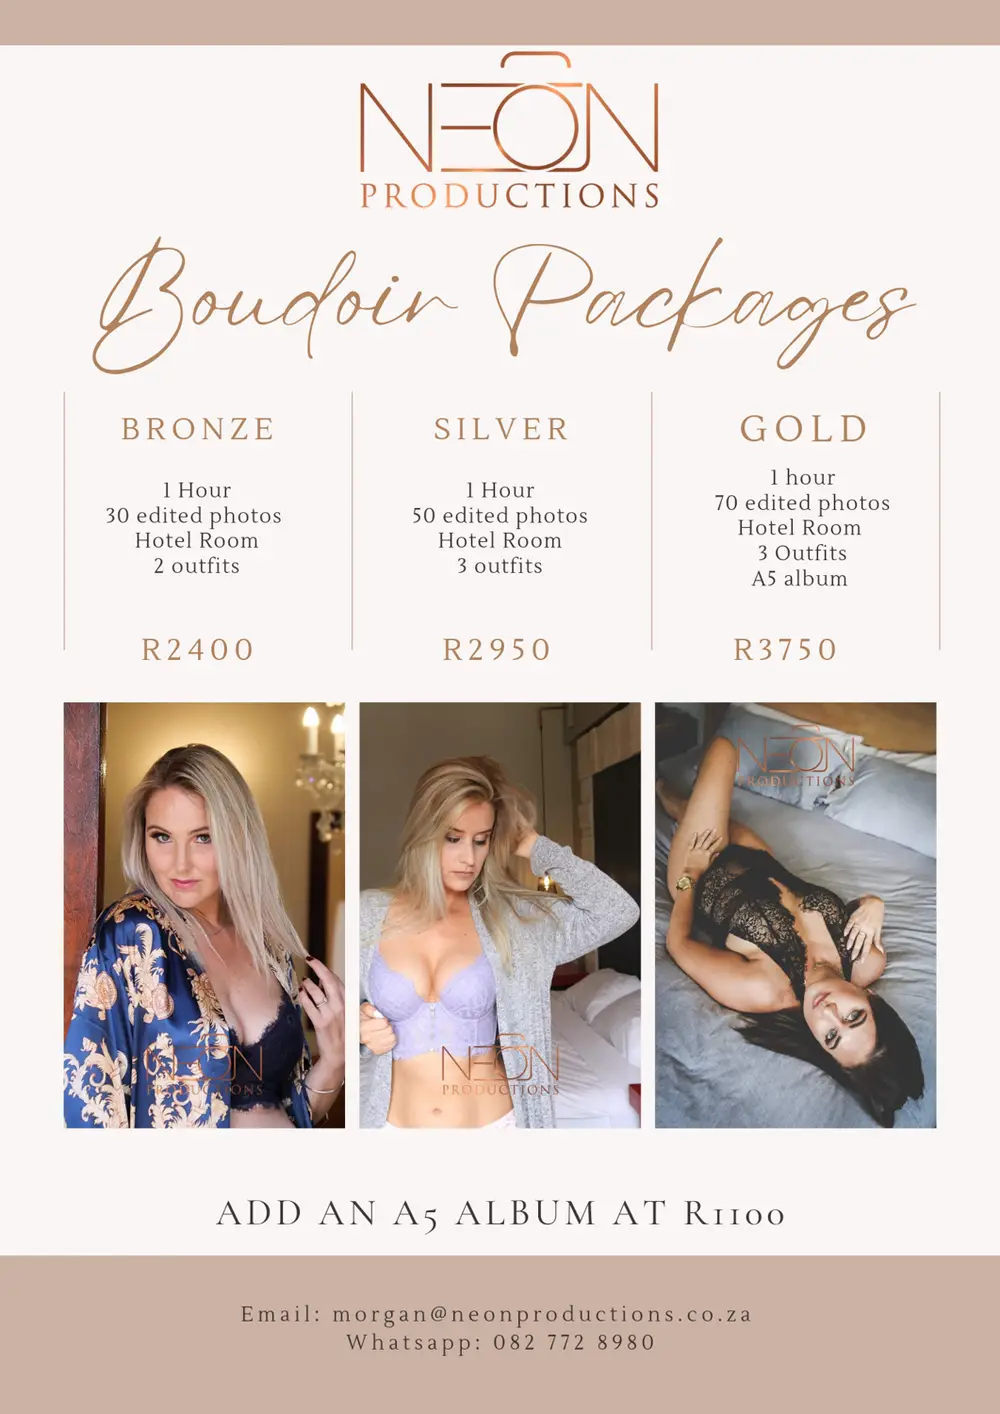 NEON
PRODUCTIONS
Boudoir Packages
BRONZE
1 Hour
30 edited photos
Hotel Room
2 outfits
R2400
SILVER
1 Hour
50 edited photos
Hotel Room
3 outfits
R2950
GOLD
1 hour
70 edited photos
Hotel Room
3 Outfits
A5 album
R3750
NEON
PRODUCTIONS
NEON
PRODUCTIONS
NEON
PRODUCTIONS
ADD AN A5 ALBUM AT R1100
Email: morgan@neonproductions.co.za
Whatsapp: 082 772 8980